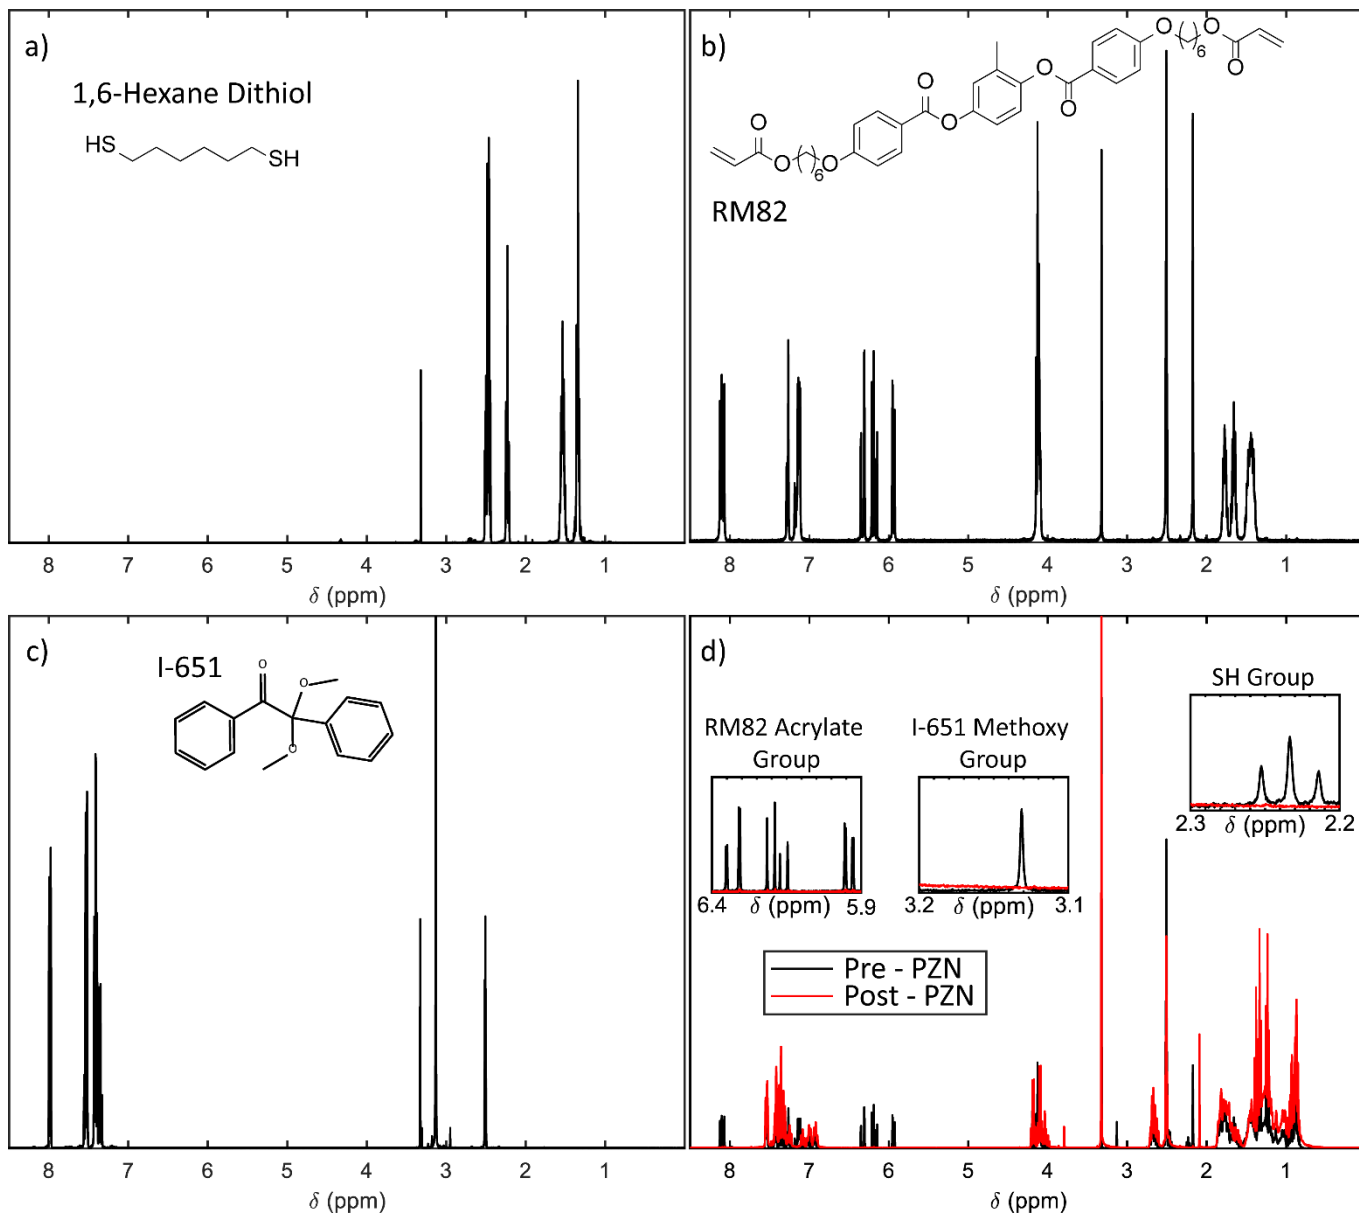 a)
1,6-Hexane Dithiol
HS
SH
8 7 6 5 4 3 2 1
δ (ppm)
b)
O
O
6
O
O
O
O
O
O
O
O
6
O
RM82
8 7 6 5 4 3 2 1
δ (ppm)
c)
I-651
O
O
O
8 7 6 5 4 3 2 1
δ (ppm)
d)
SH Group
2.3 δ (ppm) 2.2
RM82 Acrylate
Group
6.4 δ (ppm) 5.9
I-651 Methoxy
Group
3.2 δ (ppm) 3.1
Pre - PZN
Post - PZN
8 7 6 5 4 3 2 1
δ (ppm)